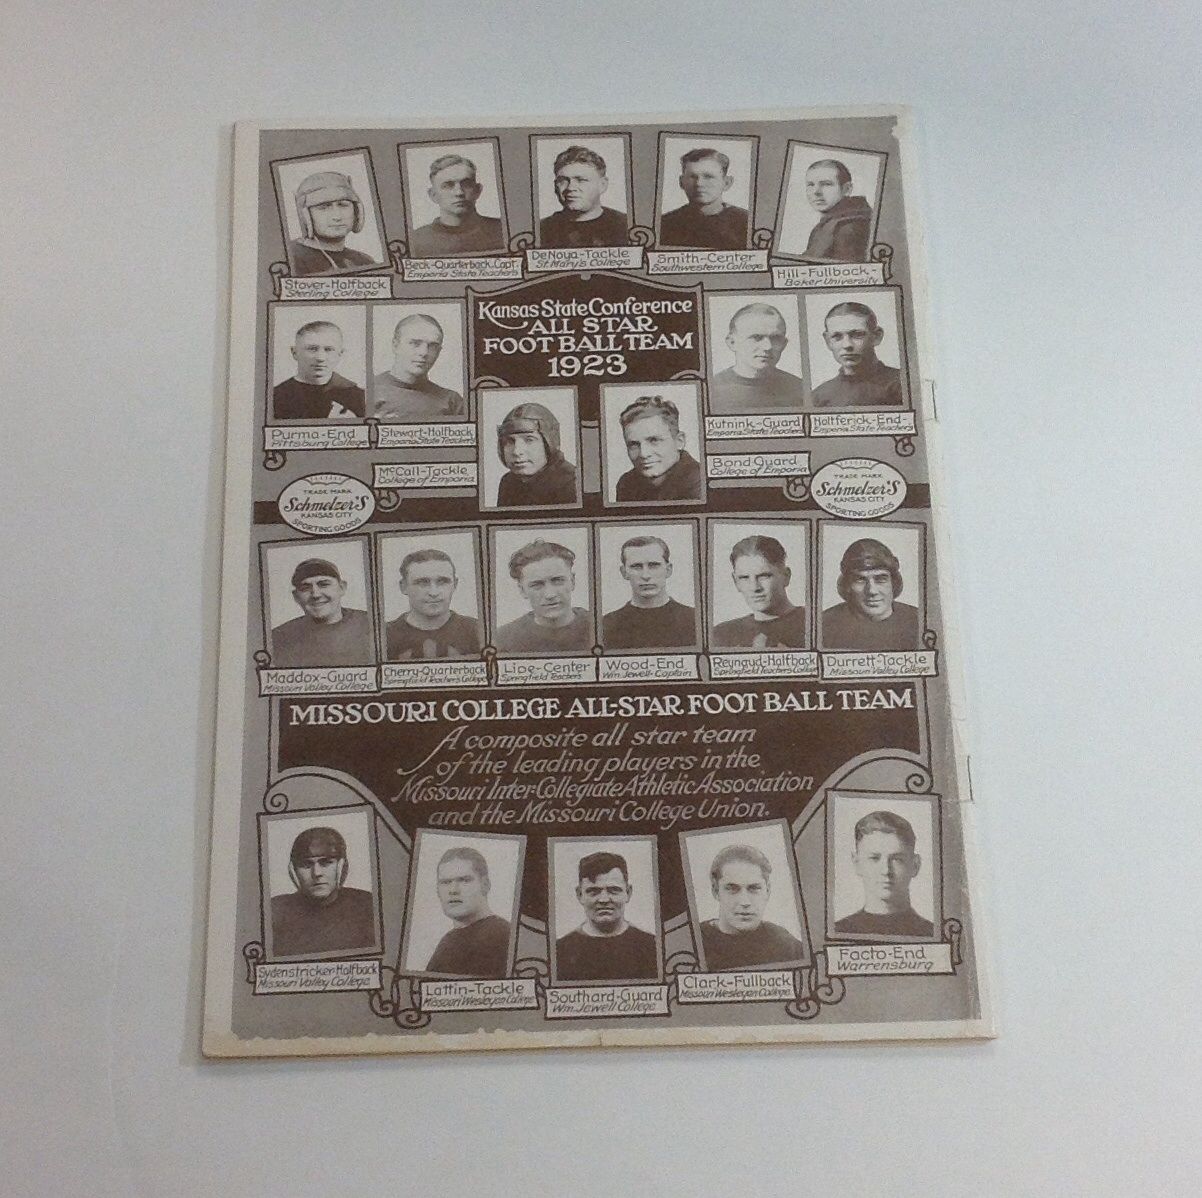 Stover-Halfback
Sterling College
Beck-Quarterback, Capt.
Emporia State Teachers
DeNoya-Tackle
St. Mary's College
Smith-Center
Southwestern College
Hill-Fullback-
Baker University
Kansas State Conference
ALL STAR
FOOT BALL TEAM
1923
Purma-End
Pittsburg College
Stewart-Halfback
Emporia State Teachers
Kutnink-Guard
Emporia State Teachers
Holtferick-End-
Emporia State Teachers
McCall-Tackle
College of Emporia
Bond Guard
College of Emporia
TRADE MARK
Schmelzer's
KANSAS CITY
SPORTING GOODS
TRADE MARK
Schmelzer's
KANSAS CITY
SPORTING GOODS
Maddox-Guard
Missouri Valley College
Cherry-Quarterback
Springfield Teachers College
Lipe-Center
Springfield Teachers
Wood-End
Wm. Jewell-Captain
Reynaud-Halfback
Springfield Teachers College
Durrett-Tackle
Missouri Valley College
MISSOURI COLLEGE ALL-STAR FOOT BALL TEAM
A composite all star team
of the leading players in the
Missouri Inter-Collegiate Athletic Association
and the Missouri College Union.
Sydenstricker Halfback
Missouri Valley College
Lattin-Tackle
Missouri Wesleyan College
Southard-Guard
Wm. Jewell College
Clark-Fullback
Missouri Wesleyan College
Facto-End
Warrensburg